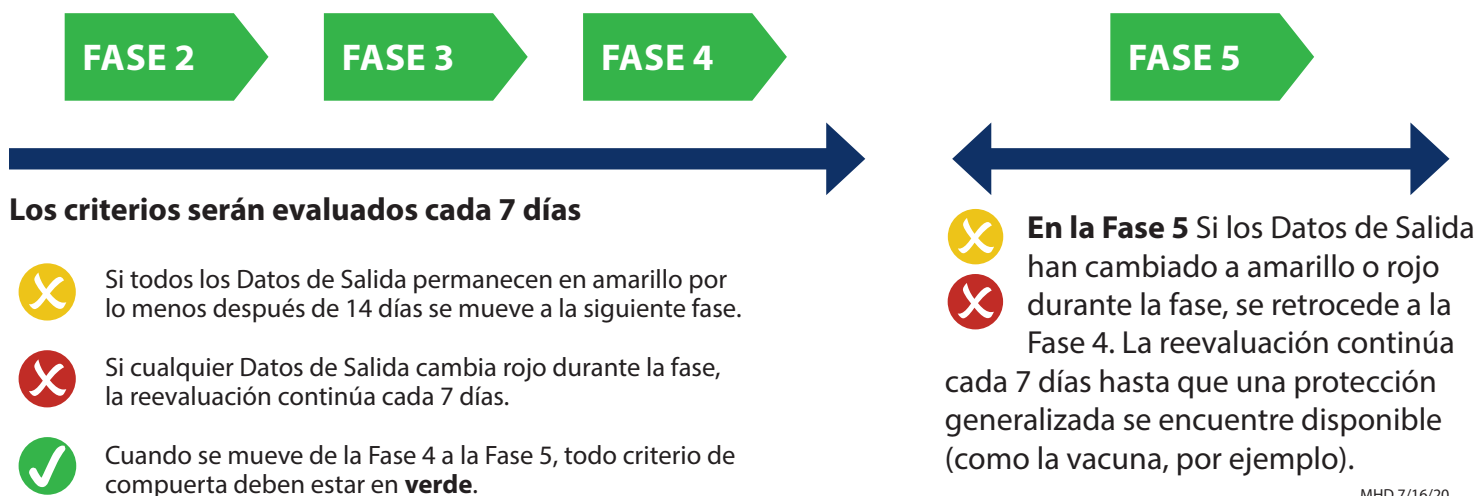 FASE 2
FASE 3
FASE 4
FASE 5
Los criterios serán evaluados cada 7 días
Si todos los Datos de Salida permanecen en amarillo por
lo menos después de 14 días se mueve a la siguiente fase.
Si cualquier Datos de Salida cambia rojo durante la fase,
la reevaluación continúa cada 7 días.
Cuando se mueve de la Fase 4 a la Fase 5, todo criterio de
compuerta deben estar en verde.
En la Fase 5 Si los Datos de Salida
han cambiado a amarillo o rojo
durante la fase, se retrocede a la
Fase 4. La reevaluación continúa
cada 7 días hasta que una protección
generalizada se encuentre disponible
(como la vacuna, por ejemplo).
MHD 7/16/20